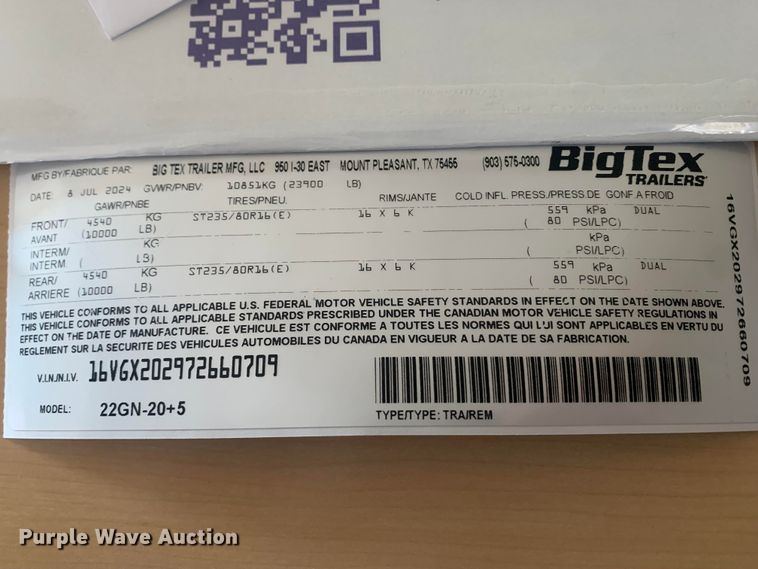 MFG BY/FABRIQUE PAR: BIG TEX TRAILER MFG, LLC 950 I-30 EAST MOUNT PLEASANT, TX 75455 (903) 575-0300 BigTex TRAILERS
DATE: 8 JUL 2024 GVWR/PNBV: 10851KG (23900 LB)
GAWR/PNBE TIRES/PNEU. RIMS/JANTE COLD INFL. PRESS/PRESS.DE GONF A FROID
FRONT/ 4540 KG ST235/80R16(E) 16 X 6 K 559 kPa DUAL
AVANT (10000 LB) ( 80 PSI/LPC)
INTERM/ KG kPa
INTERM ( LB) ( PSI/LPC)
REAR/ 4540 KG ST235/80R16(E) 16 X 6 K 559 kPa DUAL
ARRIERE (10000 LB) ( 80 PSI/LPC)
THIS VEHICLE CONFORMS TO ALL APPLICABLE U.S. FEDERAL MOTOR VEHICLE SAFETY STANDARDS IN EFFECT ON THE DATE SHOWN ABOVE.
THIS VEHICLE CONFORMS TO ALL APPLICABLE STANDARDS PRESCRIBED UNDER THE CANADIAN MOTOR VEHICLE SAFETY REGULATIONS IN
EFFECT ON THE DATE OF MANUFACTURE. CE VEHICULE EST CONFORME A TOUTES LES NORMES QUI LUI SONT APPLICABLES EN VERTU DU
REGLEMENT SUR LA SECURITE DES VEHICULES AUTOMOBILES DU CANADA EN VIGUEUR A LA DATE DE SA FABRICATION.
V.I.N./N.I.V. 16VGX202972660709
MODEL: 22GN-20+5
TYPE/TYPE: TRA/REM
16VGX202972660709
Purple Wave Auction